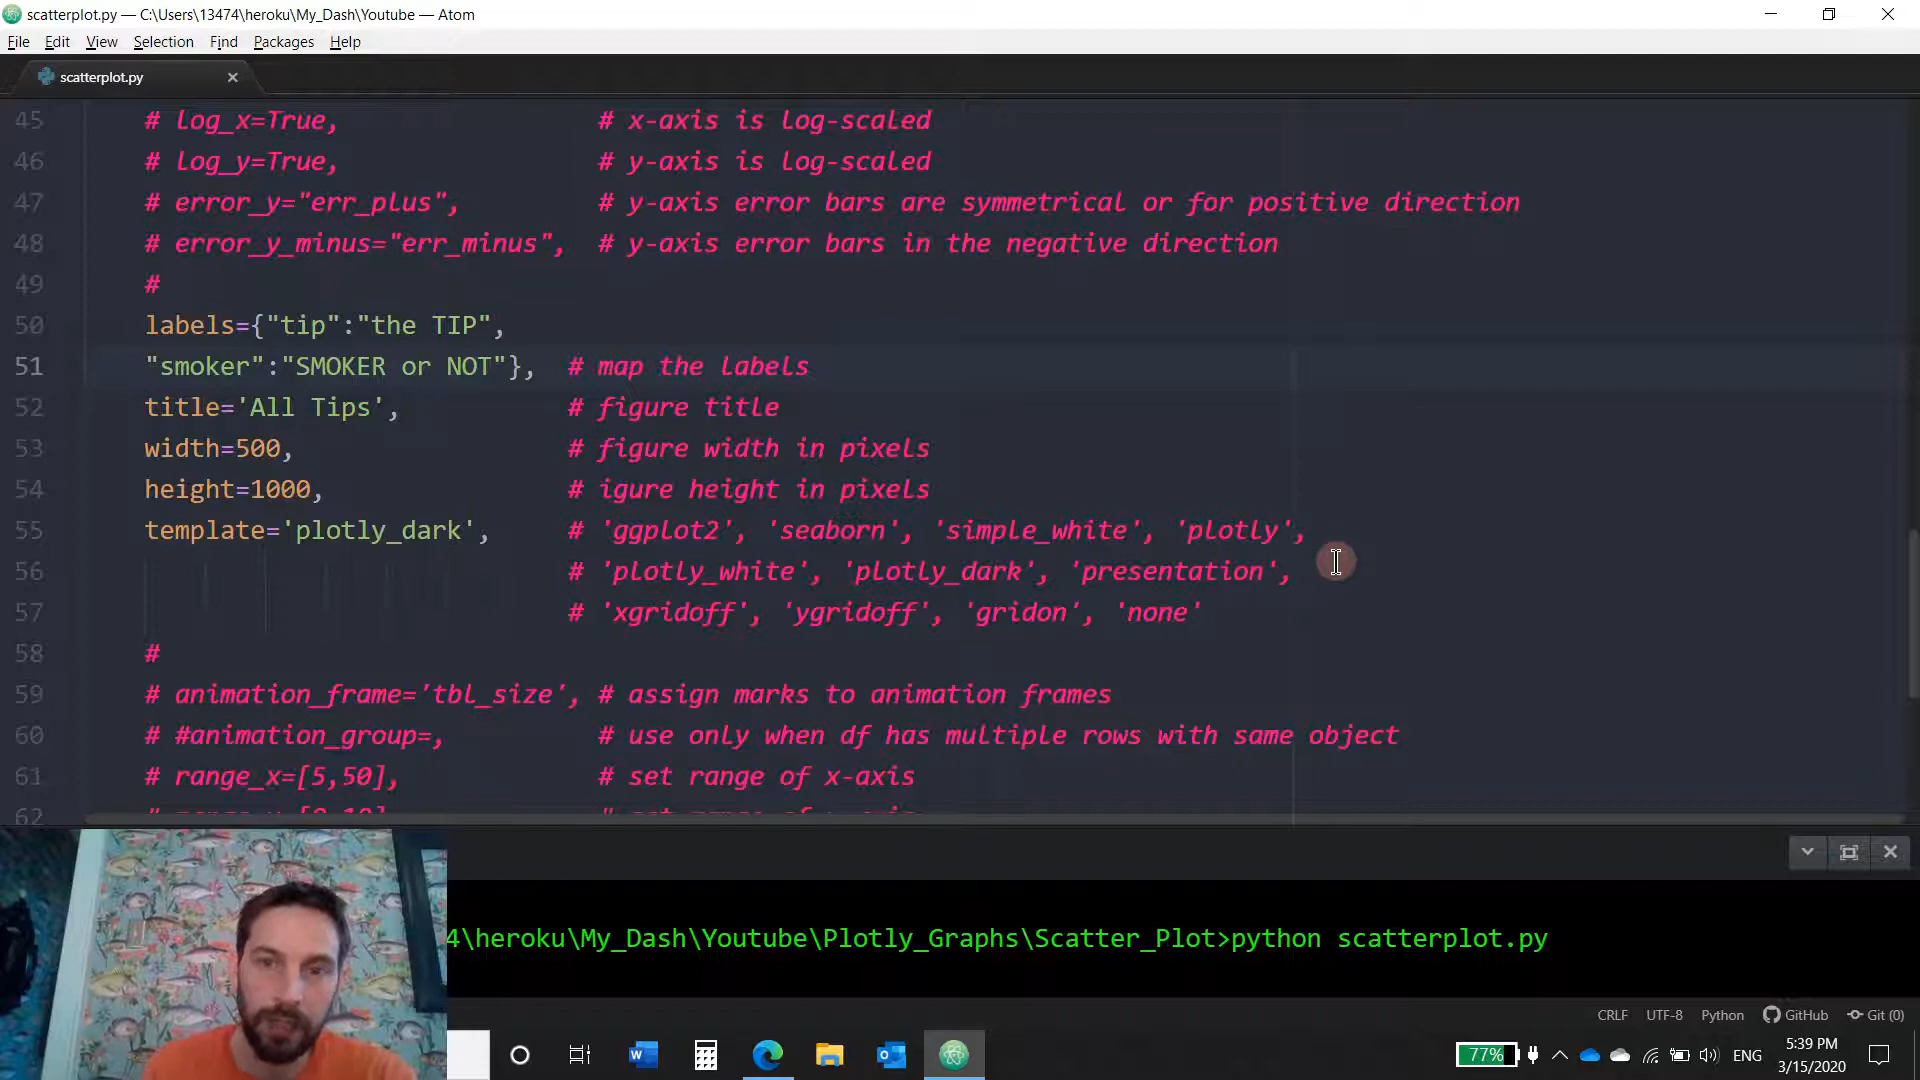 scatterplot.py — C:\Users\13474\heroku\My_Dash\Youtube — Atom
File Edit View Selection Find Packages Help
scatterplot.py
45 # log_x=True, # x-axis is log-scaled
46 # log_y=True, # y-axis is log-scaled
47 # error_y="err_plus", # y-axis error bars are symmetrical or for positive direction
48 # error_y_minus="err_minus", # y-axis error bars in the negative direction
49 #
50 labels={"tip":"the TIP",
51 "smoker":"SMOKER or NOT"}, # map the labels
52 title='All Tips', # figure title
53 width=500, # figure width in pixels
54 height=1000, # igure height in pixels
55 template='plotly_dark', # 'ggplot2', 'seaborn', 'simple_white', 'plotly',
56 # 'plotly_white', 'plotly_dark', 'presentation',
57 # 'xgridoff', 'ygridoff', 'gridon', 'none'
58 #
59 # animation_frame='tbl_size', # assign marks to animation frames
60 # #animation_group=, # use only when df has multiple rows with same object
61 # range_x=[5,50], # set range of x-axis
62
4\heroku\My_Dash\Youtube\Plotly_Graphs\Scatter_Plot>python scatterplot.py
CRLF UTF-8 Python GitHub Git (0)
77% ENG 5:39 PM
3/15/2020